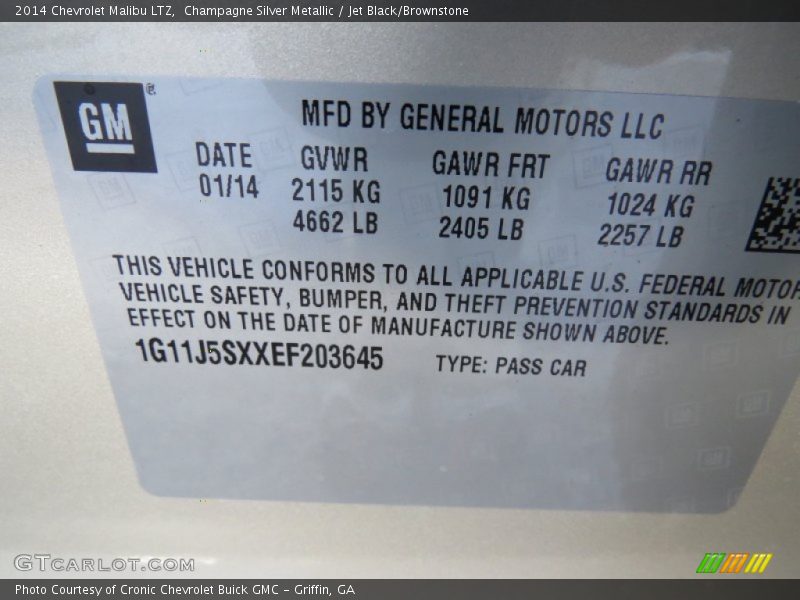 2014 Chevrolet Malibu LTZ, Champagne Silver Metallic / Jet Black/Brownstone
GM
MFD BY GENERAL MOTORS LLC
DATE GVWR GAWR FRT GAWR RR
01/14 2115 KG 1091 KG 1024 KG
4662 LB 2405 LB 2257 LB
THIS VEHICLE CONFORMS TO ALL APPLICABLE U.S. FEDERAL MOTOR
VEHICLE SAFETY, BUMPER, AND THEFT PREVENTION STANDARDS IN
EFFECT ON THE DATE OF MANUFACTURE SHOWN ABOVE.
1G11J5SXXEF203645 TYPE: PASS CAR
GTCARLOT.COM
Photo Courtesy of Cronic Chevrolet Buick GMC – Griffin, GA